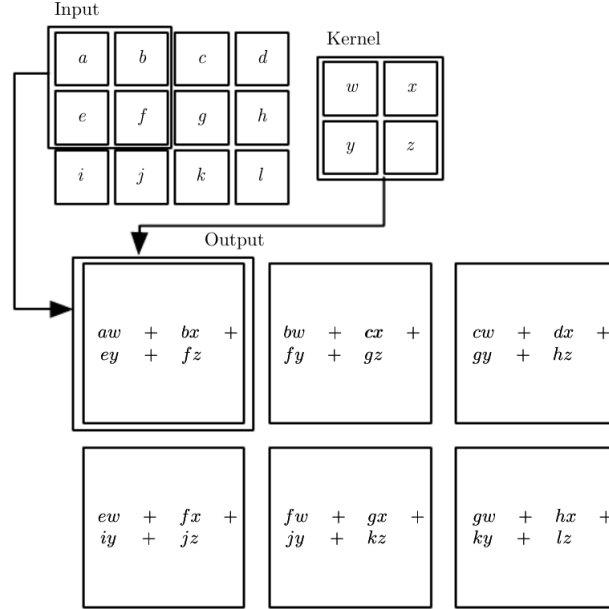 Input
Kernel
a b c d
w x
e f g h
y z
i j k l
Output
aw + bx +
ey + fz
bw + cx +
fy + gz
cw + dx +
gy + hz
ew + fx +
iy + jz
fw + gx +
jy + kz
gw + hx +
ky + lz